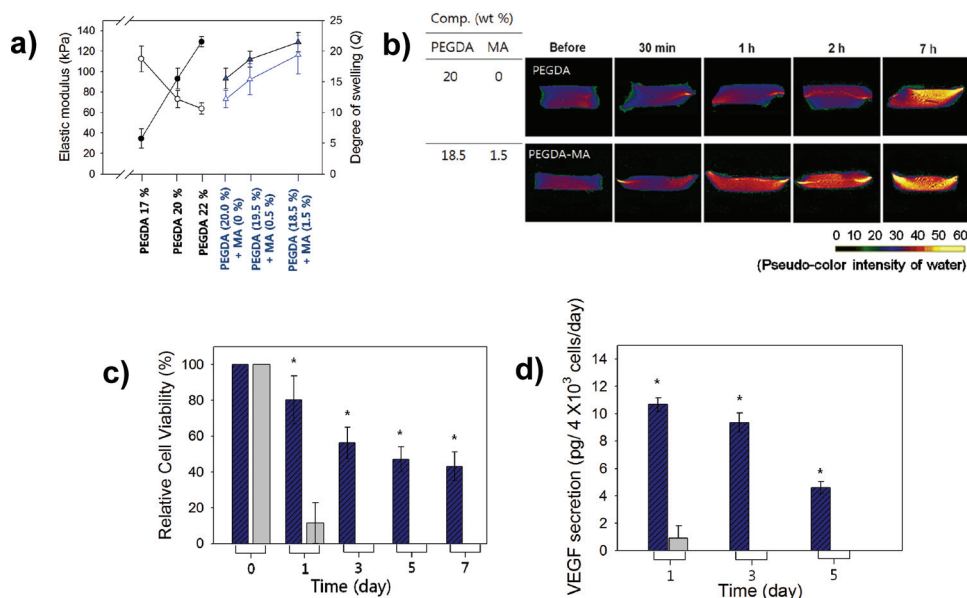 a)
Elastic modulus (kPa)
140
120
100
80
60
40
20
0
25
20
15
10
5
0
Degree of swelling (Q)
PEGDA 17 %
PEGDA 20 %
PEGDA 22 %
PEGDA (20.0 %)
+ MA (0 %)
PEGDA (19.5 %)
+ MA (0.5 %)
PEGDA (18.5 %)
+ MA (1.5 %)
b)
Comp. (wt %)
PEGDA MA
20 0
18.5 1.5
Before 30 min 1 h 2 h 7 h
PEGDA
PEGDA-MA
0 10 20 30 40 50 60
(Pseudo-color intensity of water)
c)
Relative Cell Viability (%)
100
80
60
40
20
0
* * * *
0 1 3 5 7
Time (day)
d)
VEGF secretion (pg/ 4 X10³ cells/day)
14
12
10
8
6
4
2
0
* * *
1 3 5
Time (day)